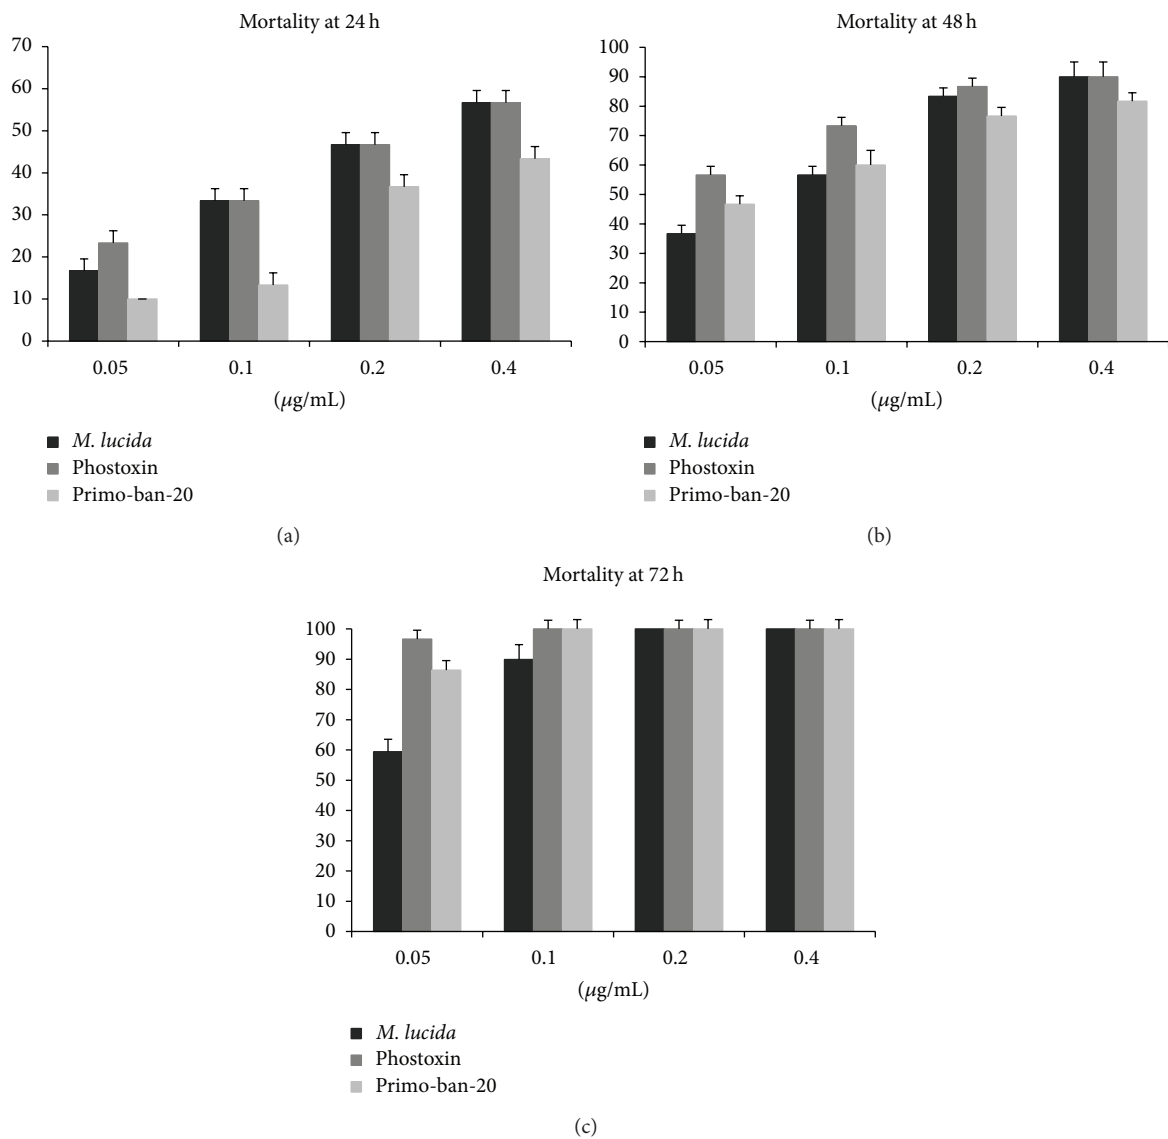 Mortality at 24 h
70
60
50
40
30
20
10
0
0.05 0.1 0.2 0.4
(μg/mL)
M. lucida
Phostoxin
Primo-ban-20
(a)
Mortality at 48 h
100
90
80
70
60
50
40
30
20
10
0
0.05 0.1 0.2 0.4
(μg/mL)
M. lucida
Phostoxin
Primo-ban-20
(b)
Mortality at 72 h
100
90
80
70
60
50
40
30
20
10
0
0.05 0.1 0.2 0.4
(μg/mL)
M. lucida
Phostoxin
Primo-ban-20
(c)